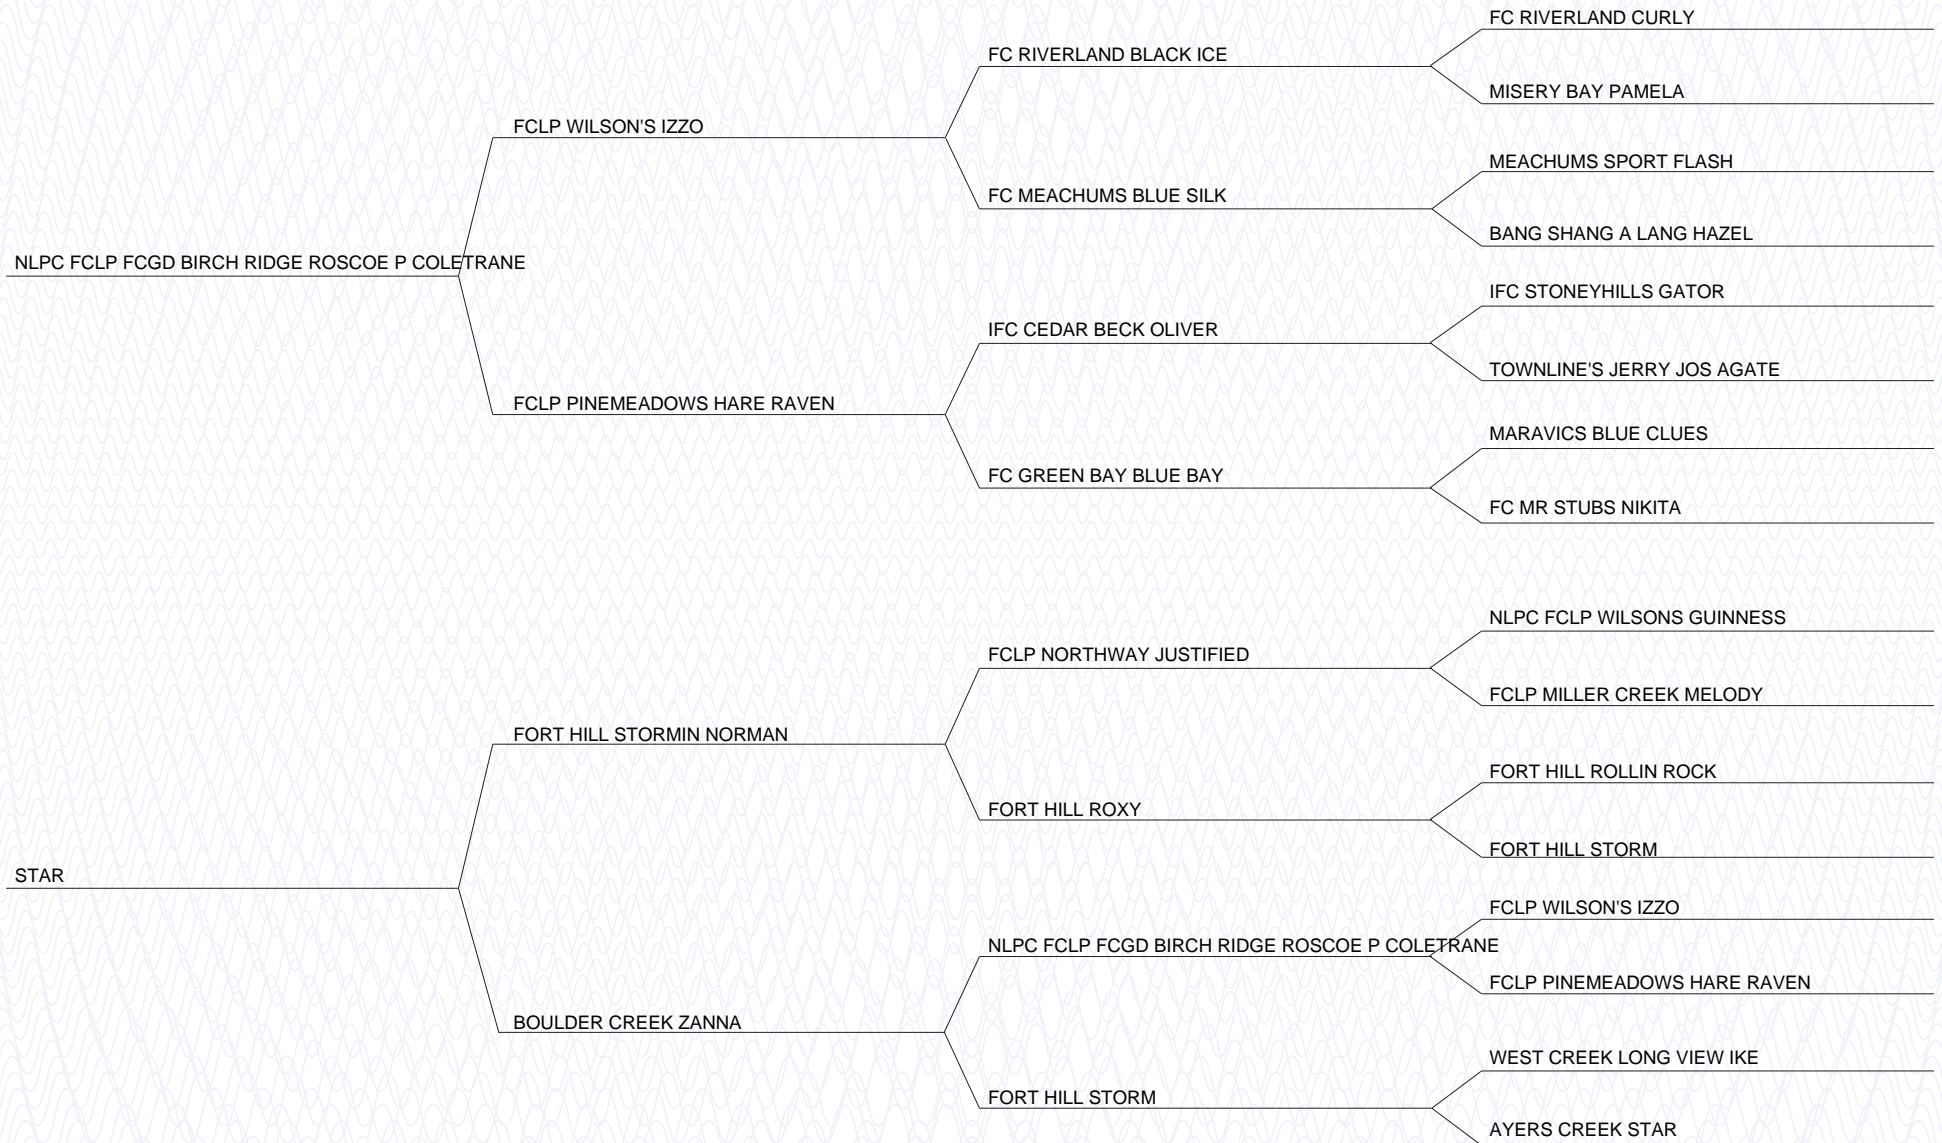 FC RIVERLAND CURLY
FC RIVERLAND BLACK ICE
MISERY BAY PAMELA
FCLP WILSON'S IZZO
MEACHUMS SPORT FLASH
FC MEACHUMS BLUE SILK
BANG SHANG A LANG HAZEL
NLPC FCLP FCGD BIRCH RIDGE ROSCOE P COLETRANE
IFC STONEYHILLS GATOR
IFC CEDAR BECK OLIVER
TOWNLINE'S JERRY JOS AGATE
FCLP PINEMEADOWS HARE RAVEN
MARAVICS BLUE CLUES
FC GREEN BAY BLUE BAY
FC MR STUBS NIKITA
NLPC FCLP WILSONS GUINNESS
FCLP NORTHWAY JUSTIFIED
FCLP MILLER CREEK MELODY
FORT HILL STORMIN NORMAN
FORT HILL ROLLIN ROCK
FORT HILL ROXY
FORT HILL STORM
STAR
FCLP WILSON'S IZZO
NLPC FCLP FCGD BIRCH RIDGE ROSCOE P COLETRANE
FCLP PINEMEADOWS HARE RAVEN
BOULDER CREEK ZANNA
WEST CREEK LONG VIEW IKE
FORT HILL STORM
AYERS CREEK STAR